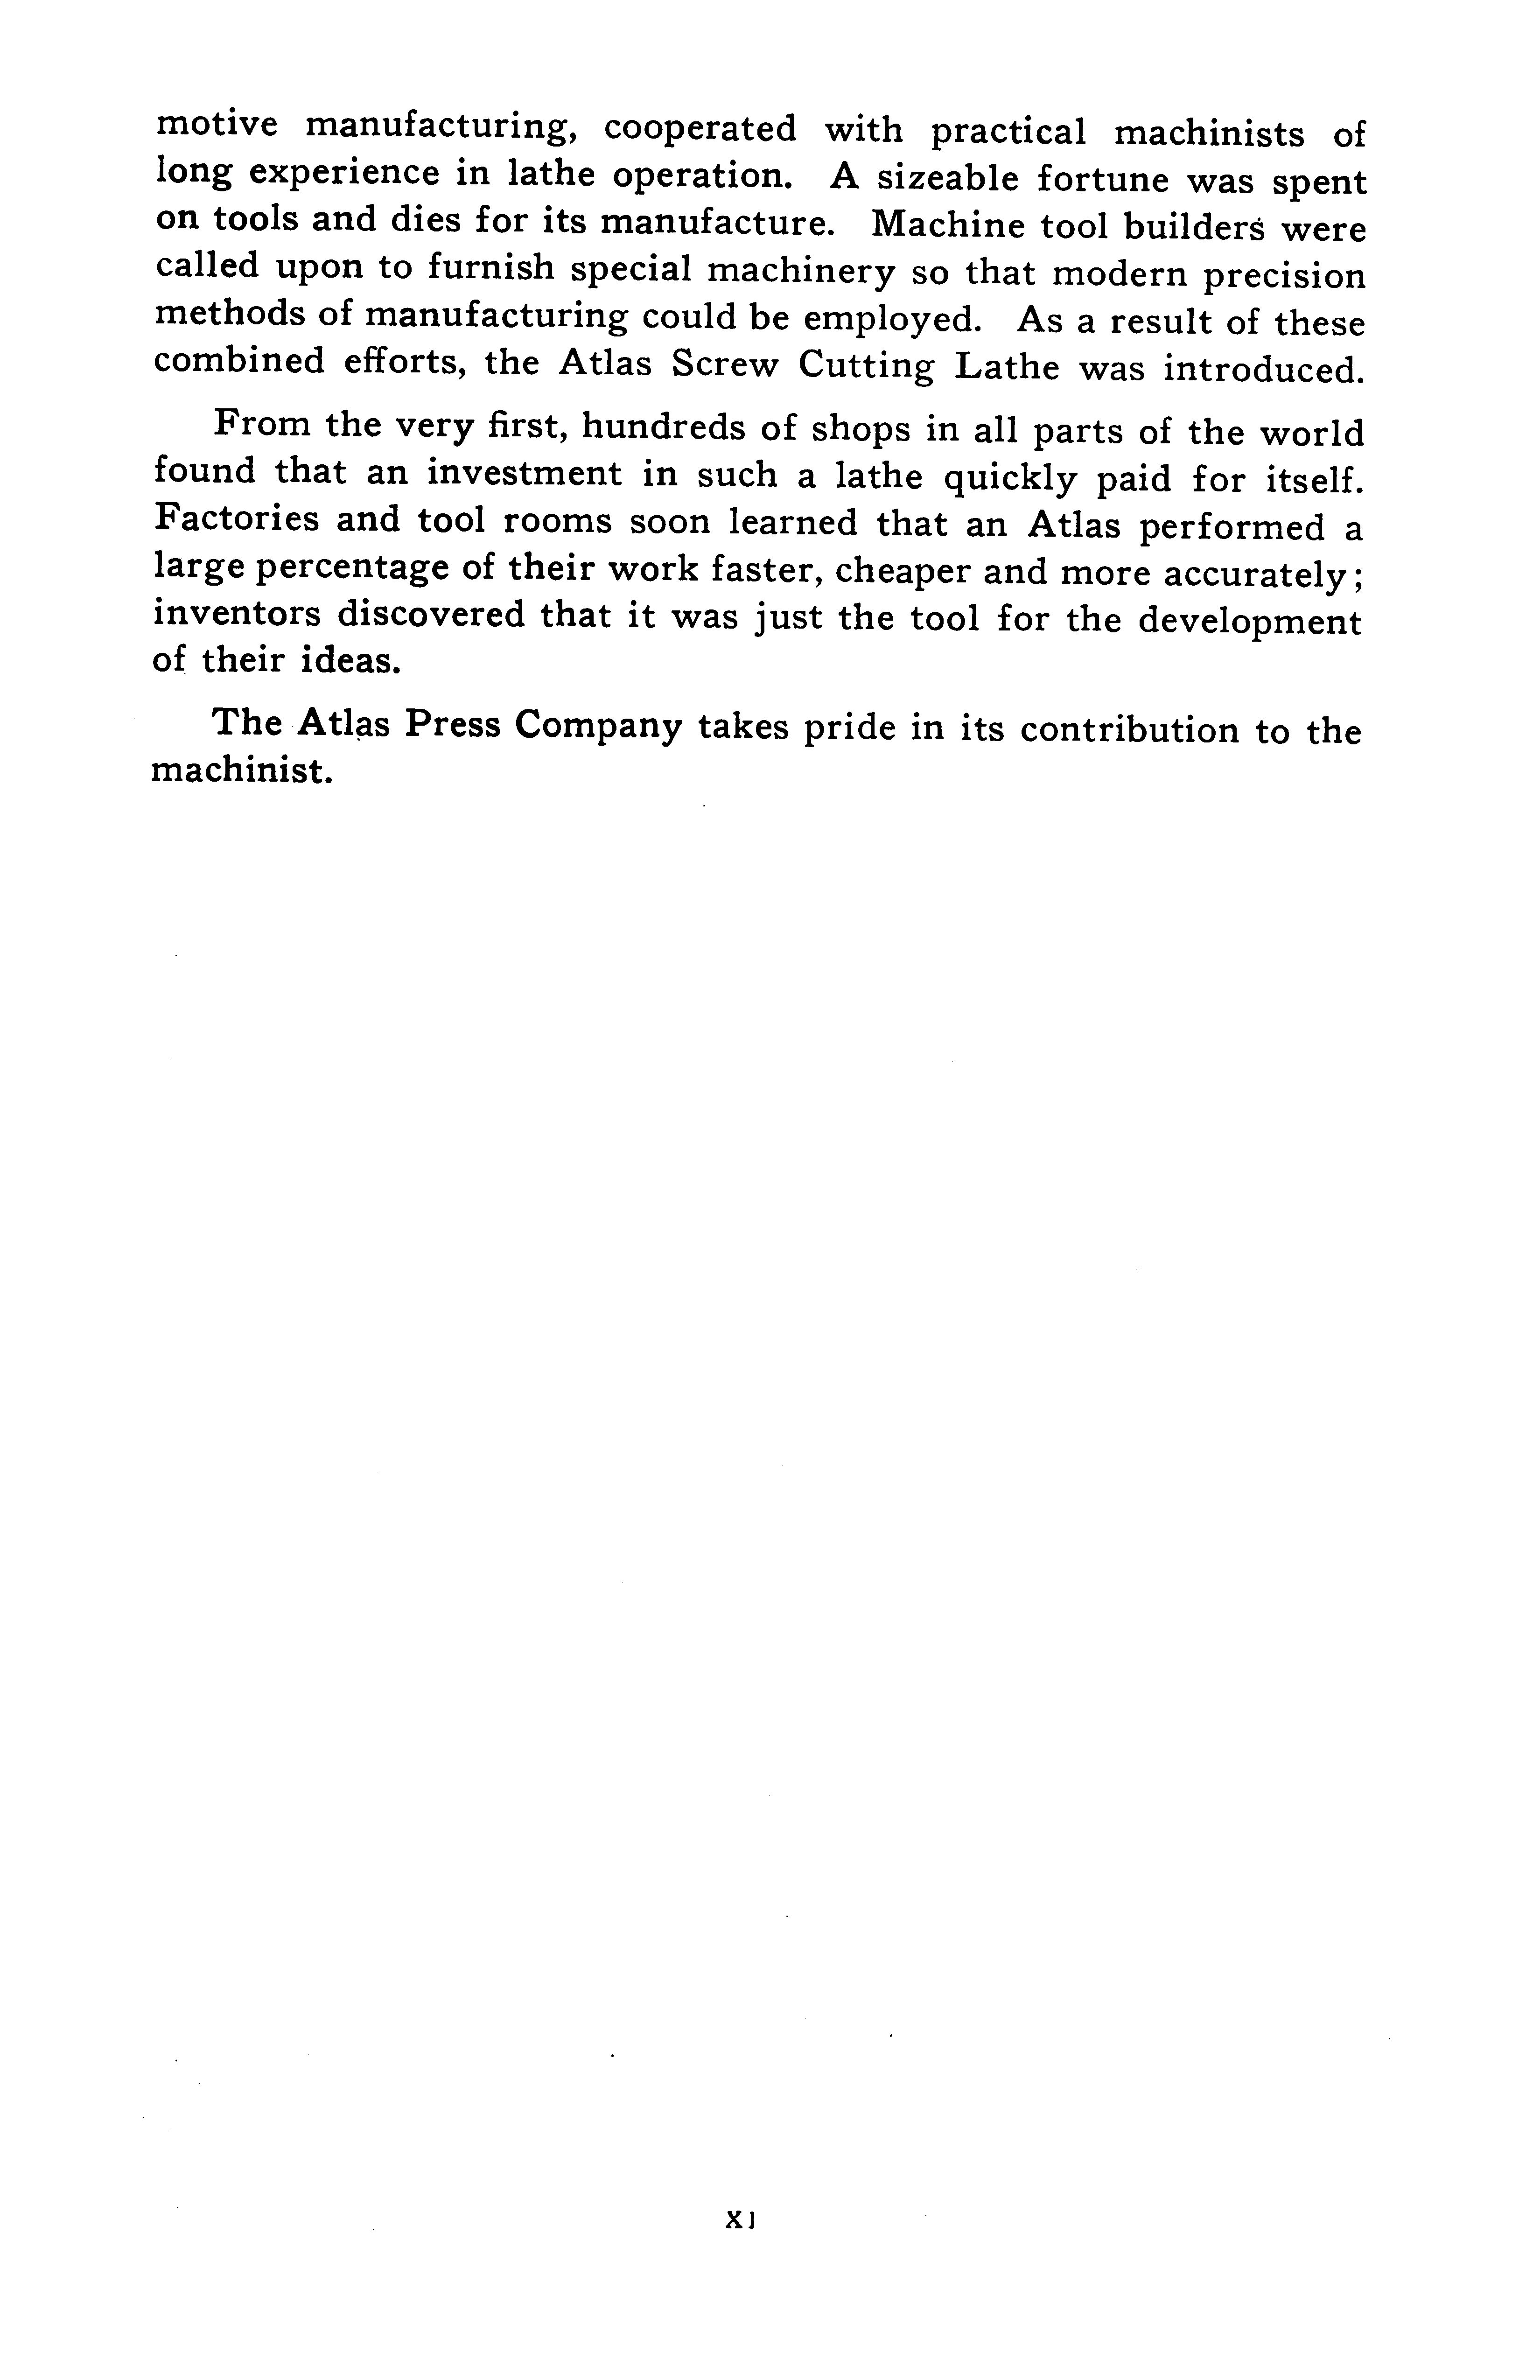 motive manufacturing, cooperated with practical machinists of
long experience in lathe operation. A sizeable fortune was spent
on tools and dies for its manufacture. Machine tool builders were
called upon to furnish special machinery so that modern precision
methods of manufacturing could be employed. As a result of these
combined efforts, the Atlas Screw Cutting Lathe was introduced.
From the very first, hundreds of shops in all parts of the world
found that an investment in such a lathe quickly paid for itself.
Factories and tool rooms soon learned that an Atlas performed a
large percentage of their work faster, cheaper and more accurately;
inventors discovered that it was just the tool for the development
of their ideas.
The Atlas Press Company takes pride in its contribution to the
machinist.
XI